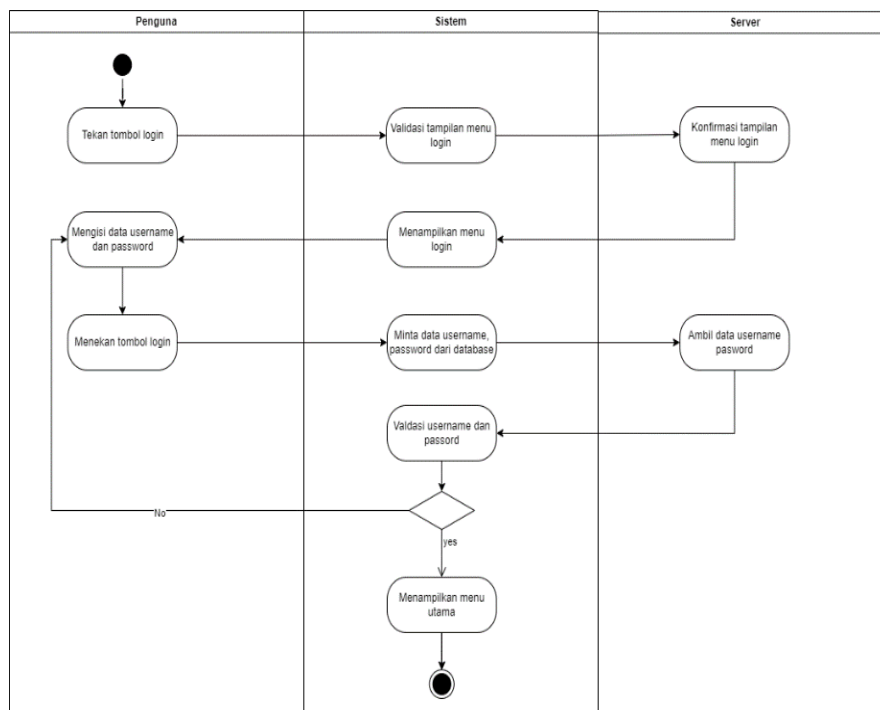 Penguna
Sistem
Server
Tekan tombol login
Validasi tampilan menu
login
Konfirmasi tampilan
menu login
Mengisi data username
dan password
Menampilkan menu
login
Menekan tombol login
Minta data username,
password dari database
Ambil data username
pasword
Valdasi username dan
passord
No
yes
Menampilkan menu
utama